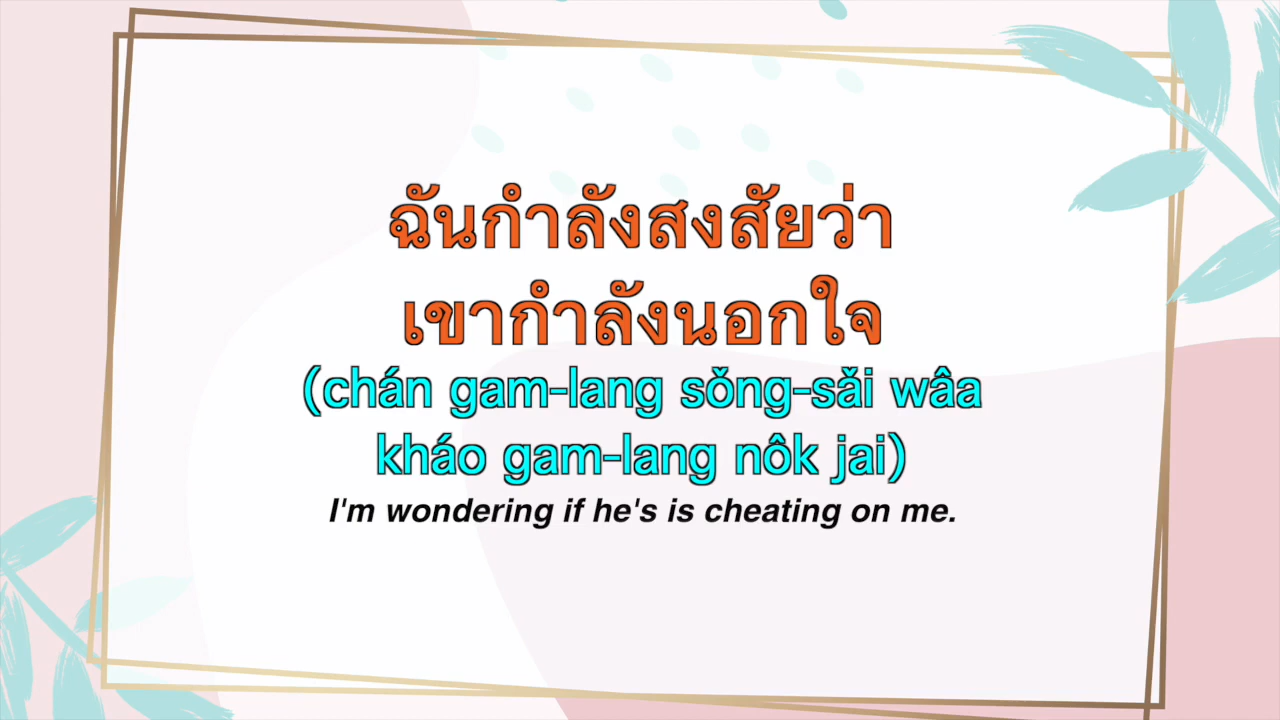 ฉันกำลังสงสัยว่า
เขากำลังนอกใจ
(chán gam-lang sǒng-sǎi wâa
kháo gam-lang nôk jai)
I'm wondering if he's is cheating on me.